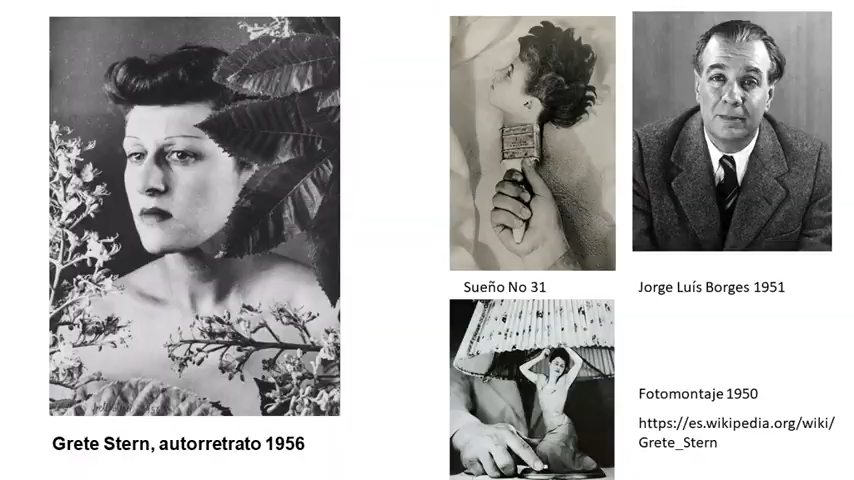 Sueño No 31
Jorge Luís Borges 1951
Fotomontaje 1950
https://es.wikipedia.org/wiki/
Grete_Stern
Grete Stern, autorretrato 1956